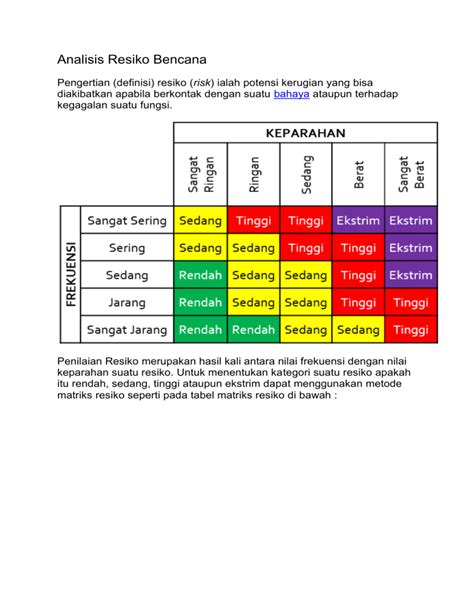 Analisis Resiko Bencana
Pengertian (definisi) resiko (risk) ialah potensi kerugian yang bisa
diakibatkan apabila berkontak dengan suatu bahaya ataupun terhadap
kegagalan suatu fungsi.
KEPARAHAN
Sangat Ringan
Ringan
Sedang
Berat
Sangat Berat
FREKUENSI
Sangat Sering Sedang Tinggi Tinggi Ekstrim Ekstrim
Sering Sedang Sedang Tinggi Tinggi Ekstrim
Sedang Rendah Sedang Sedang Tinggi Ekstrim
Jarang Rendah Sedang Sedang Tinggi Tinggi
Sangat Jarang Rendah Rendah Sedang Sedang Tinggi
Penilaian Resiko merupakan hasil kali antara nilai frekuensi dengan nilai
keparahan suatu resiko. Untuk menentukan kategori suatu resiko apakah
itu rendah, sedang, tinggi ataupun ekstrim dapat menggunakan metode
matriks resiko seperti pada tabel matriks resiko di bawah :